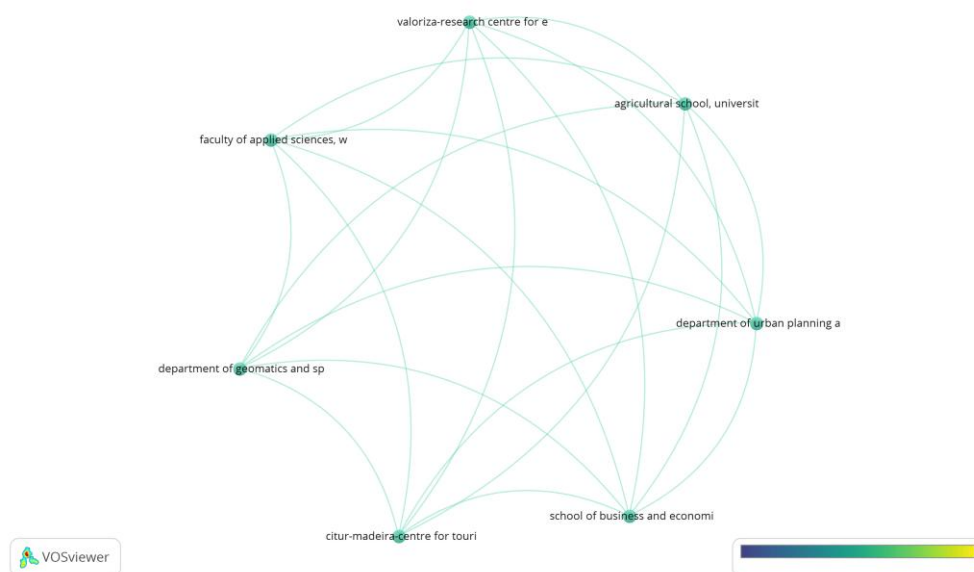 valoriza-research centre for e
agricultural school, universit
faculty of applied sciences, w
department of urban planning a
department of geomatics and sp
school of business and economi
citur-madeira-centre for touri
VOSviewer